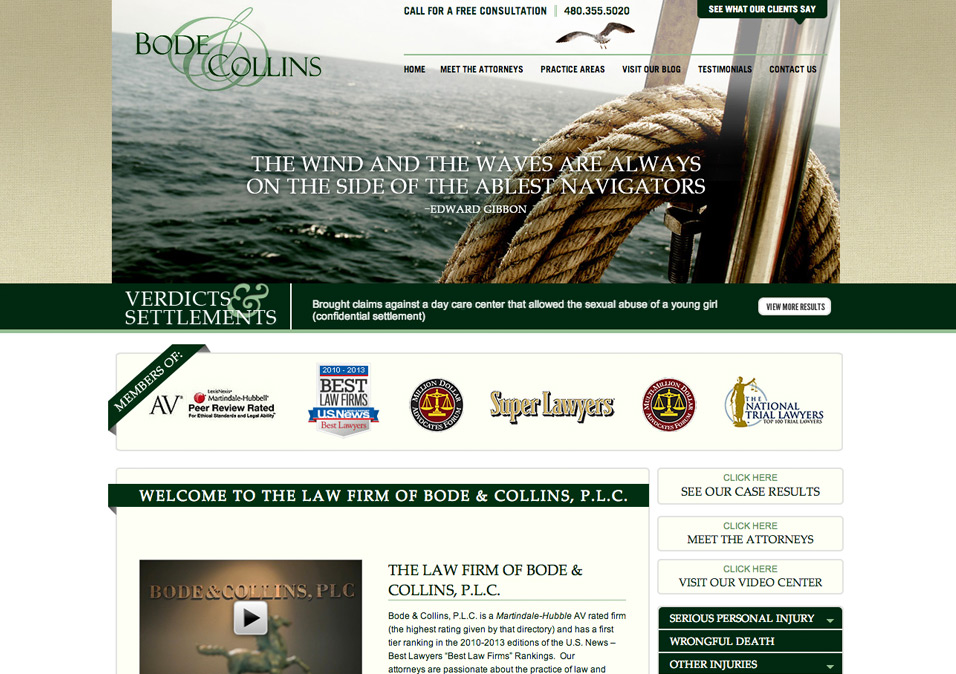 CALL FOR A FREE CONSULTATION 480.355.5020
SEE WHAT OUR CLIENTS SAY
BODE & COLLINS
HOME MEET THE ATTORNEYS PRACTICE AREAS VISIT OUR BLOG TESTIMONIALS CONTACT US
THE WIND AND THE WAVES ARE ALWAYS
ON THE SIDE OF THE ABLEST NAVIGATORS
~EDWARD GIBBON
VERDICTS &
SETTLEMENTS
Brought claims against a day care center that allowed the sexual abuse of a young girl
(confidential settlement)
VIEW MORE RESULTS
MEMBERS OF:
AV®
LexisNexis®
Martindale-Hubbell®
Peer Review Rated
For Ethical Standards and Legal Ability™
2010 - 2013
BEST
LAW FIRMS
U.S.News
Best Lawyers
MILLION DOLLAR
ADVOCATES FORUM
Super Lawyers
MULTI-MILLION DOLLAR
ADVOCATES FORUM
THE
NATIONAL
TRIAL LAWYERS
TOP 100 TRIAL LAWYERS
WELCOME TO THE LAW FIRM OF BODE & COLLINS, P.L.C.
BODE & COLLINS, PLC
THE LAW FIRM OF BODE &
COLLINS, P.L.C.
Bode & Collins, P.L.C. is a Martindale-Hubble AV rated firm
(the highest rating given by that directory) and has a first
tier ranking in the 2010-2013 editions of the U.S. News –
Best Lawyers “Best Law Firms” Rankings. Our
attorneys are passionate about the practice of law and
CLICK HERE
SEE OUR CASE RESULTS
CLICK HERE
MEET THE ATTORNEYS
CLICK HERE
VISIT OUR VIDEO CENTER
SERIOUS PERSONAL INJURY
WRONGFUL DEATH
OTHER INJURIES